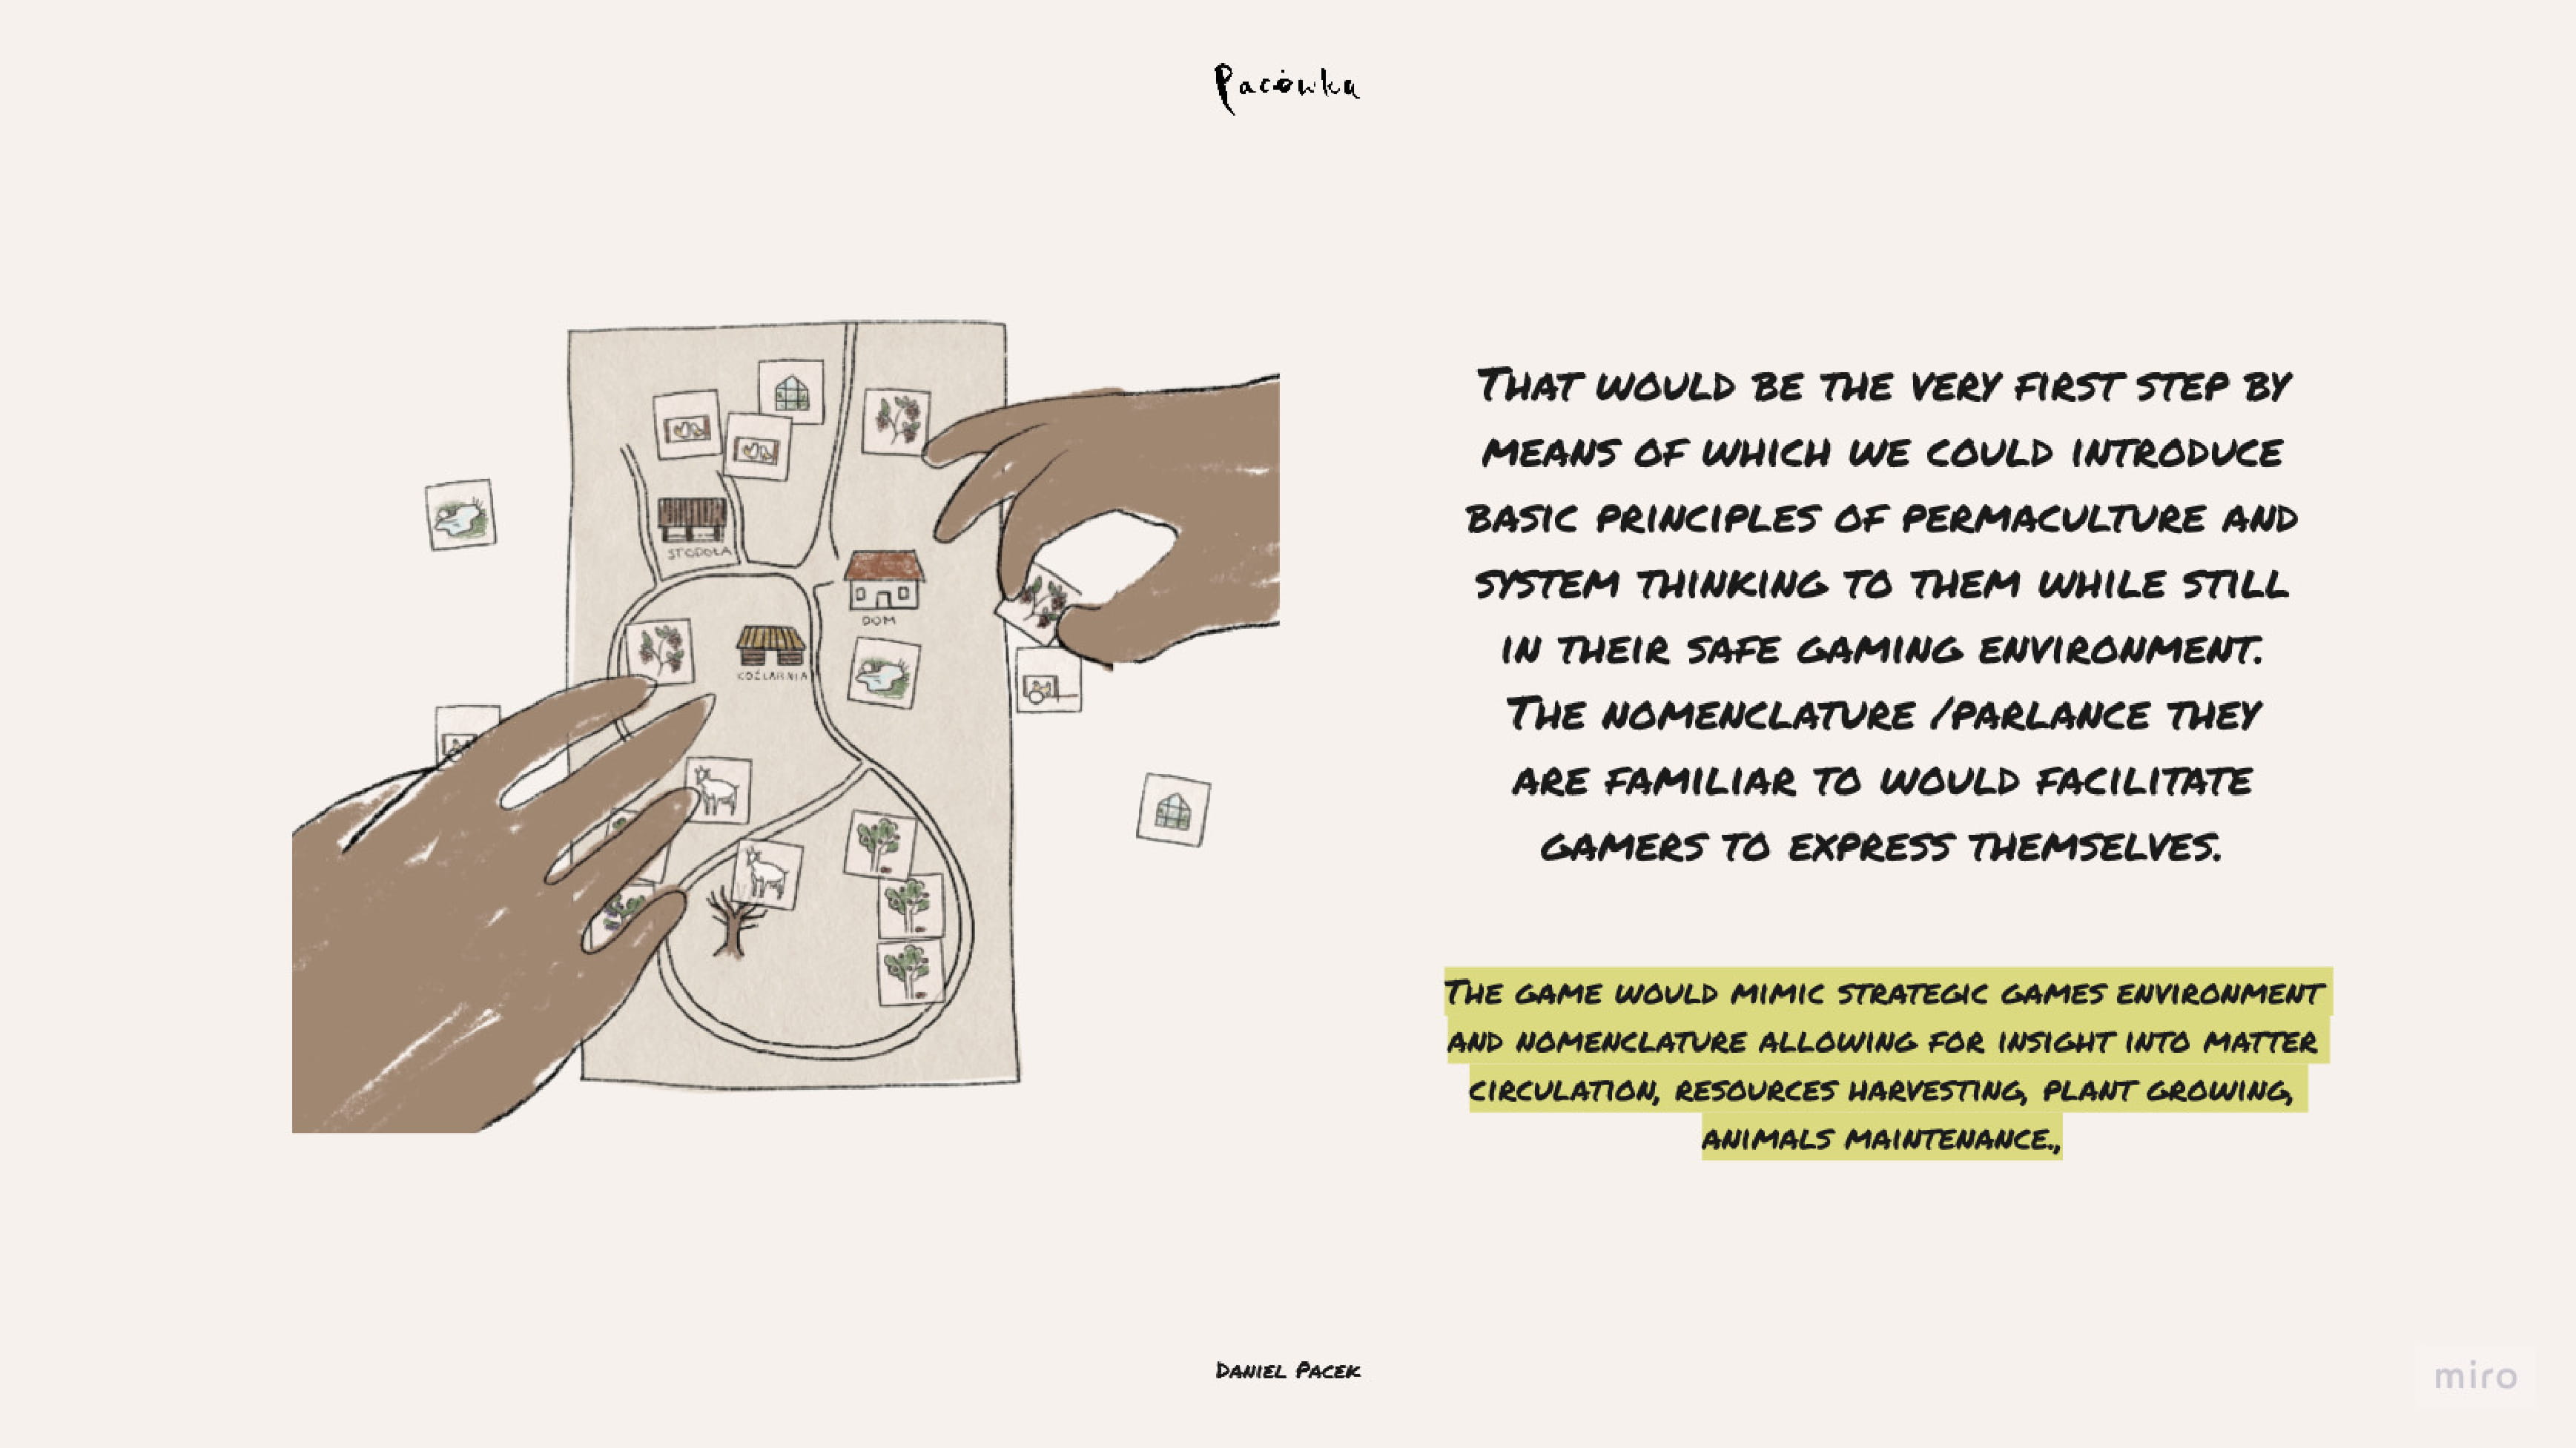 Pacówka
STODOŁA
DOM
KOŹLARNIA
THAT WOULD BE THE VERY FIRST STEP BY
MEANS OF WHICH WE COULD INTRODUCE
BASIC PRINCIPLES OF PERMACULTURE AND
SYSTEM THINKING TO THEM WHILE STILL
IN THEIR SAFE GAMING ENVIRONMENT.
THE NOMENCLATURE /PARLANCE THEY
ARE FAMILIAR TO WOULD FACILITATE
GAMERS TO EXPRESS THEMSELVES.
THE GAME WOULD MIMIC STRATEGIC GAMES ENVIRONMENT
AND NOMENCLATURE ALLOWING FOR INSIGHT INTO MATTER
CIRCULATION, RESOURCES HARVESTING, PLANT GROWING,
ANIMALS MAINTENANCE.,
DANIEL PACEK
miro